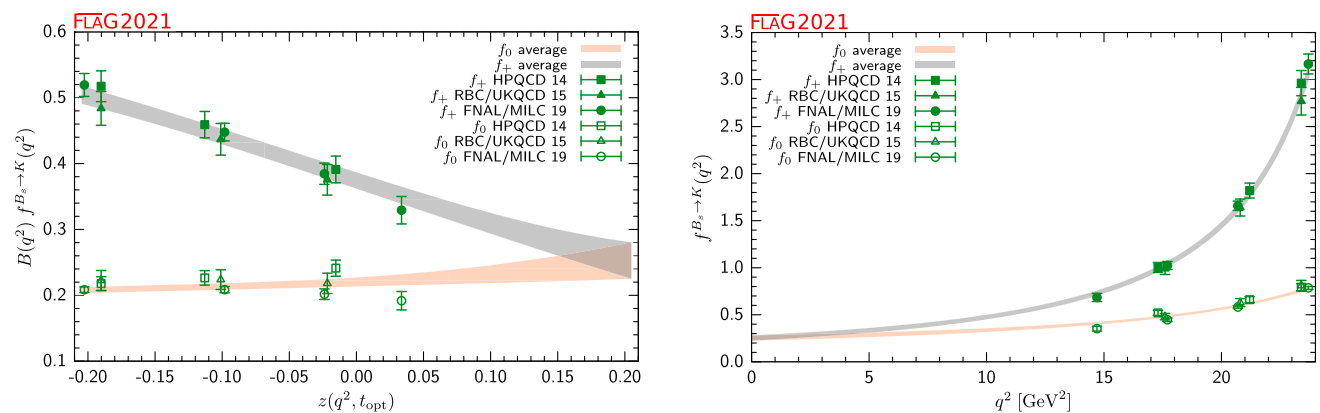 FLAG2021
0.6
0.5
0.4
0.3
0.2
0.1
B(q²) f^{B_s→K}(q²)
f₀ average
f₊ average
f₊ HPQCD 14
f₊ RBC/UKQCD 15
f₊ FNAL/MILC 19
f₀ HPQCD 14
f₀ RBC/UKQCD 15
f₀ FNAL/MILC 19
-0.20 -0.15 -0.10 -0.05 0.00 0.05 0.10 0.15 0.20
z(q², t_opt)
FLAG2021
3.5
3.0
2.5
2.0
1.5
1.0
0.5
0.0
f^{B_s→K}(q²)
f₀ average
f₊ average
f₊ HPQCD 14
f₊ RBC/UKQCD 15
f₊ FNAL/MILC 19
f₀ HPQCD 14
f₀ RBC/UKQCD 15
f₀ FNAL/MILC 19
0 5 10 15 20
q² [GeV²]